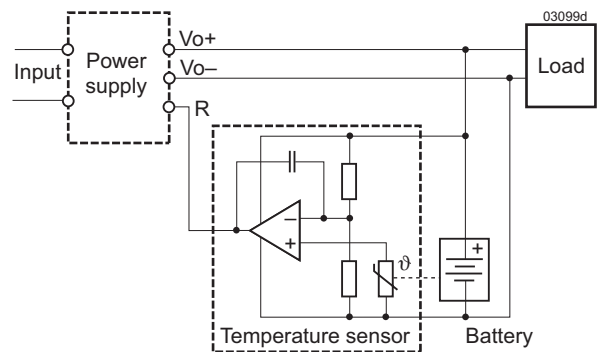 03099d
Vo+
Input
Power
supply
Vo–
Load
R
–
+
ϑ
+
Temperature sensor
Battery